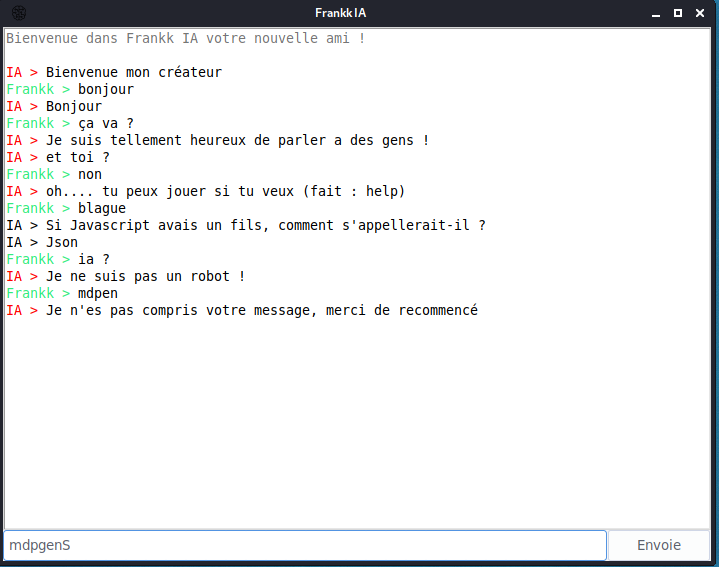 Frankk IA
Bienvenue dans Frankk IA votre nouvelle ami !
IA > Bienvenue mon créateur
Frankk > bonjour
IA > Bonjour
Frankk > ça va ?
IA > Je suis tellement heureux de parler a des gens !
IA > et toi ?
Frankk > non
IA > oh.... tu peux jouer si tu veux (fait : help)
Frankk > blague
IA > Si Javascript avais un fils, comment s'appellerait-il ?
IA > Json
Frankk > ia ?
IA > Je ne suis pas un robot !
Frankk > mdpen
IA > Je n'es pas compris votre message, merci de recommencé
mdpgenS
Envoie